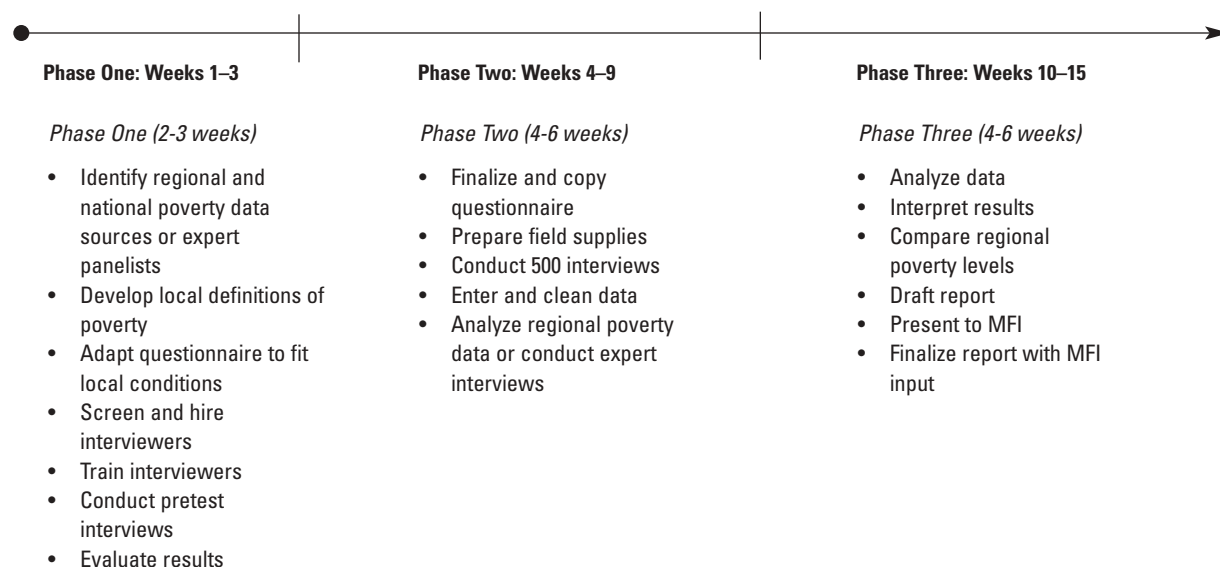 Phase One: Weeks 1–3
Phase One (2-3 weeks)
• Identify regional and
national poverty data
sources or expert
panelists
• Develop local definitions of
poverty
• Adapt questionnaire to fit
local conditions
• Screen and hire
interviewers
• Train interviewers
• Conduct pretest
interviews
• Evaluate results
Phase Two: Weeks 4–9
Phase Two (4-6 weeks)
• Finalize and copy
questionnaire
• Prepare field supplies
• Conduct 500 interviews
• Enter and clean data
• Analyze regional poverty
data or conduct expert
interviews
Phase Three: Weeks 10–15
Phase Three (4-6 weeks)
• Analyze data
• Interpret results
• Compare regional
poverty levels
• Draft report
• Present to MFI
• Finalize report with MFI
input